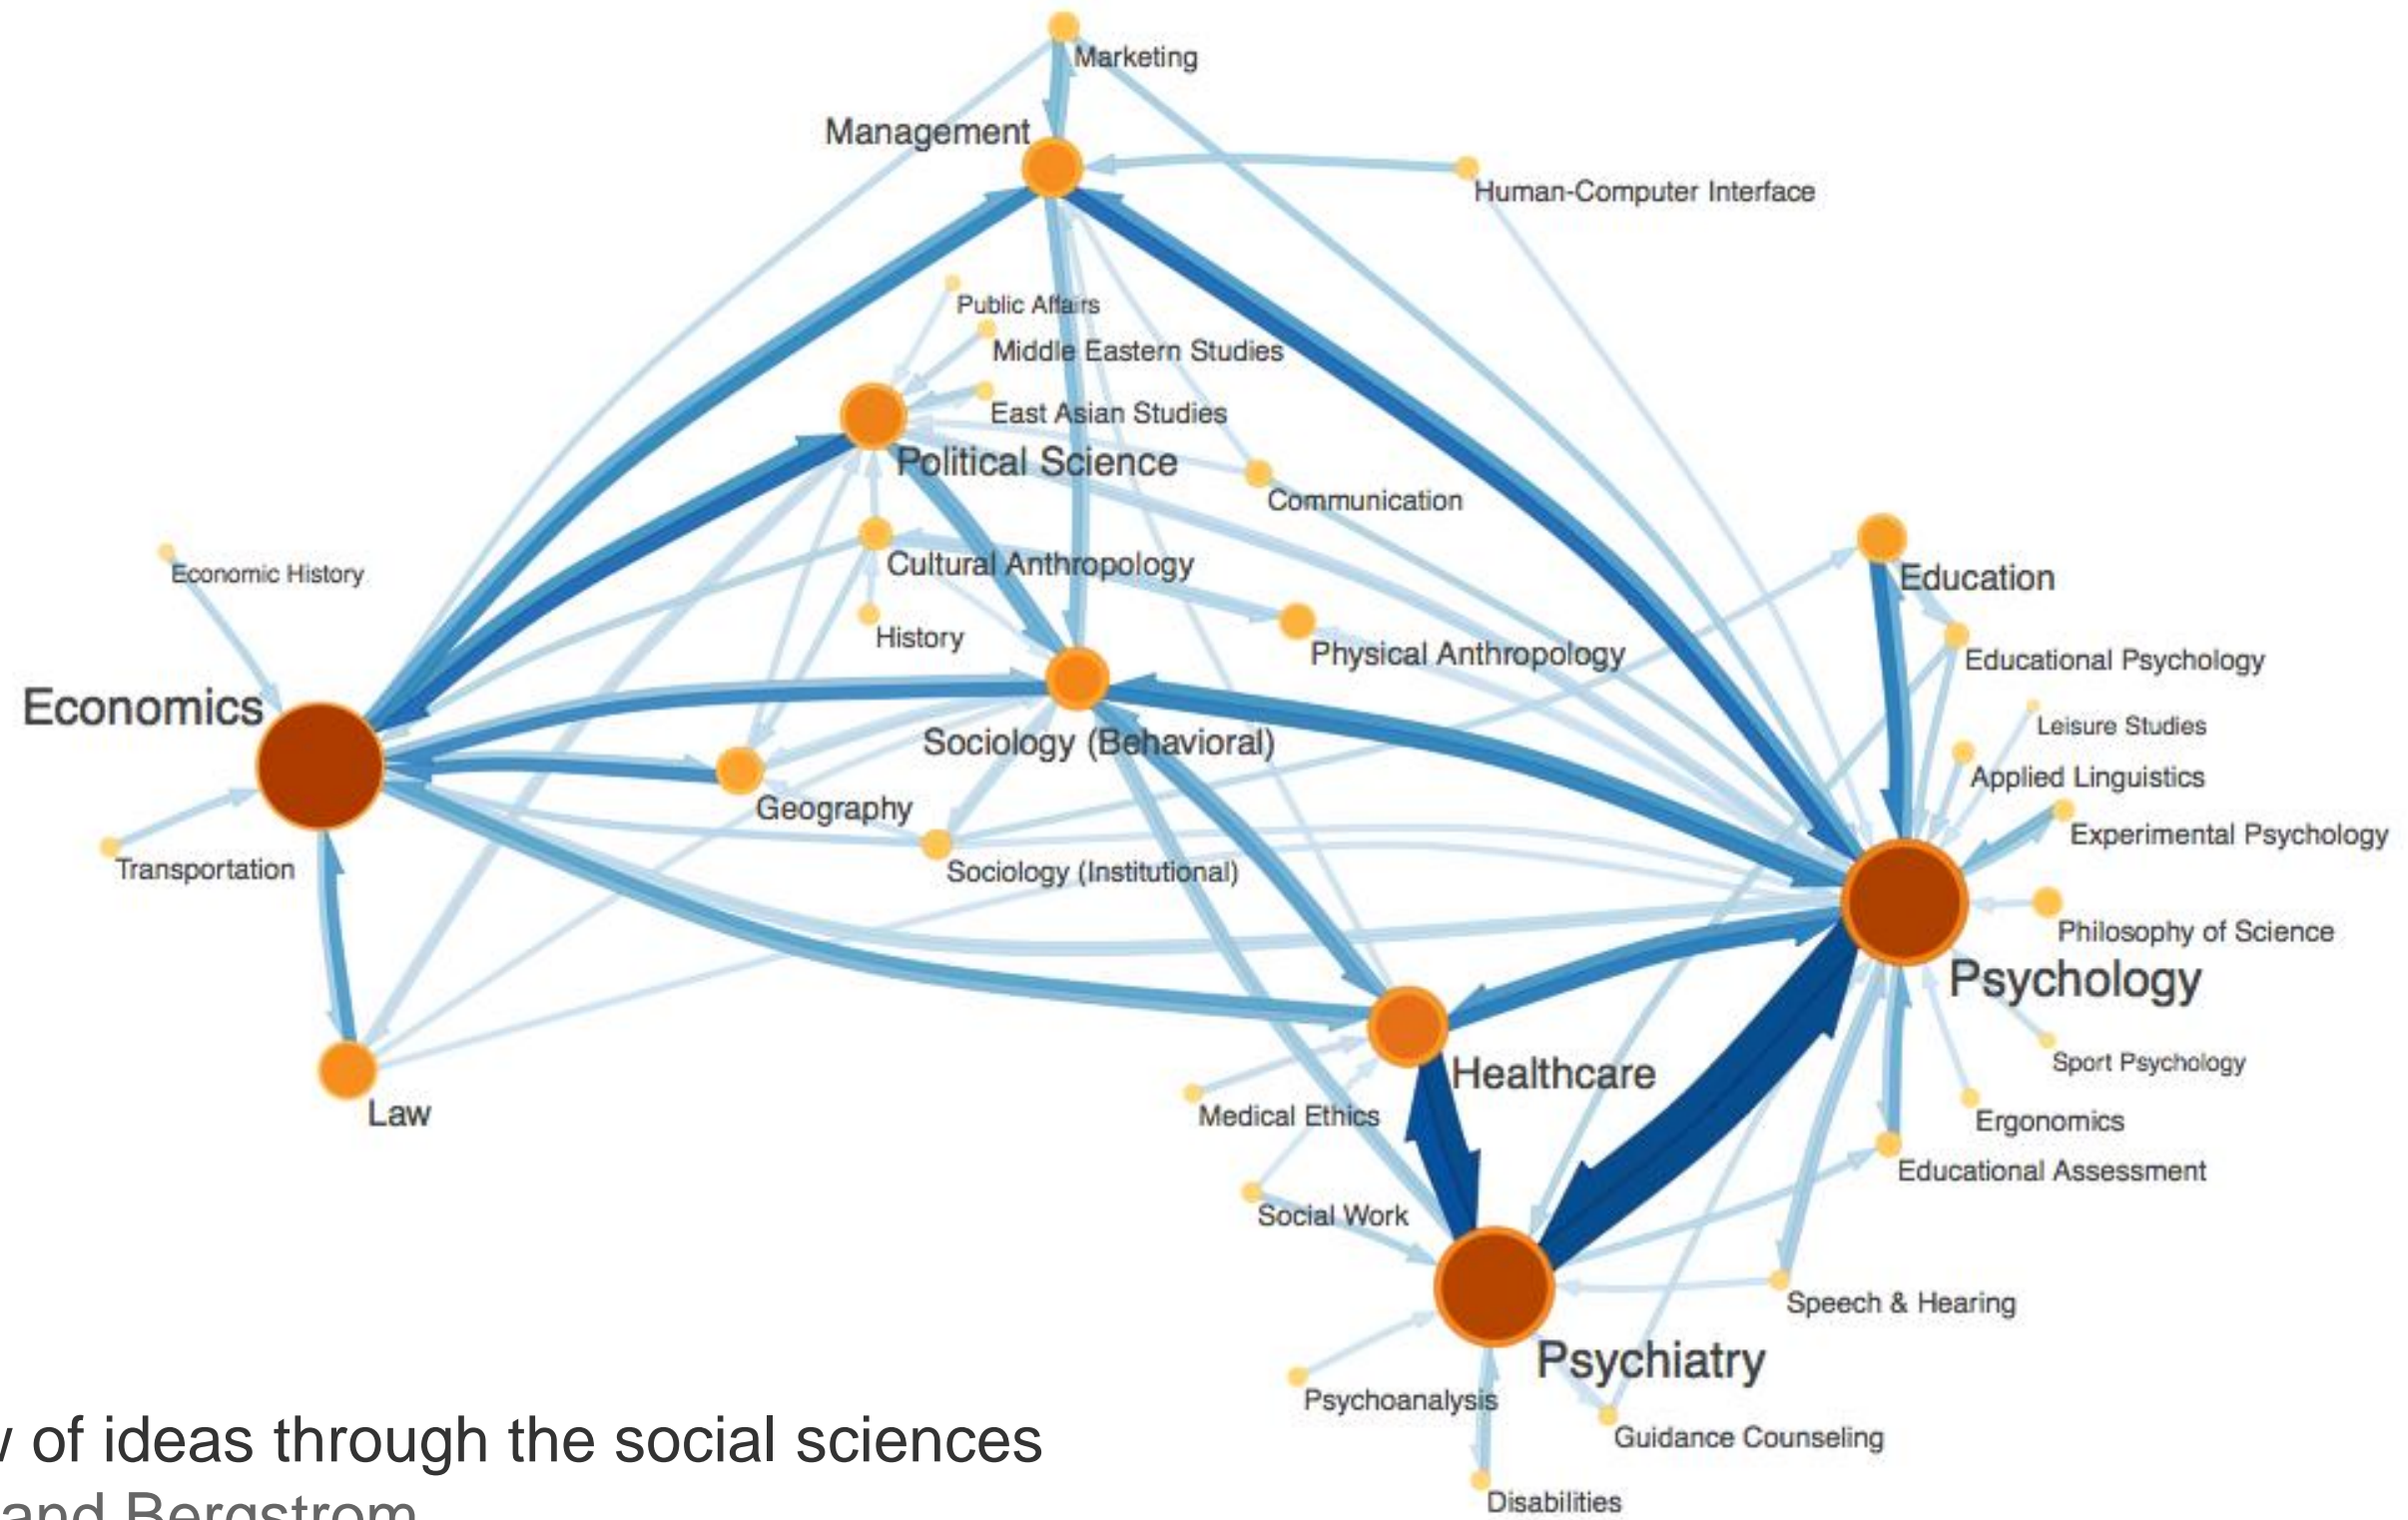 Marketing
Management
Human-Computer Interface
Public Affairs
Middle Eastern Studies
East Asian Studies
Political Science
Communication
Cultural Anthropology
Economic History
Education
History
Physical Anthropology
Educational Psychology
Economics
Leisure Studies
Sociology (Behavioral)
Applied Linguistics
Geography
Experimental Psychology
Transportation
Sociology (Institutional)
Philosophy of Science
Psychology
Sport Psychology
Healthcare
Law
Medical Ethics
Ergonomics
Educational Assessment
Social Work
Speech & Hearing
Psychiatry
Psychoanalysis
Guidance Counseling
of ideas through the social sciences
and Bergstrom
Disabilities